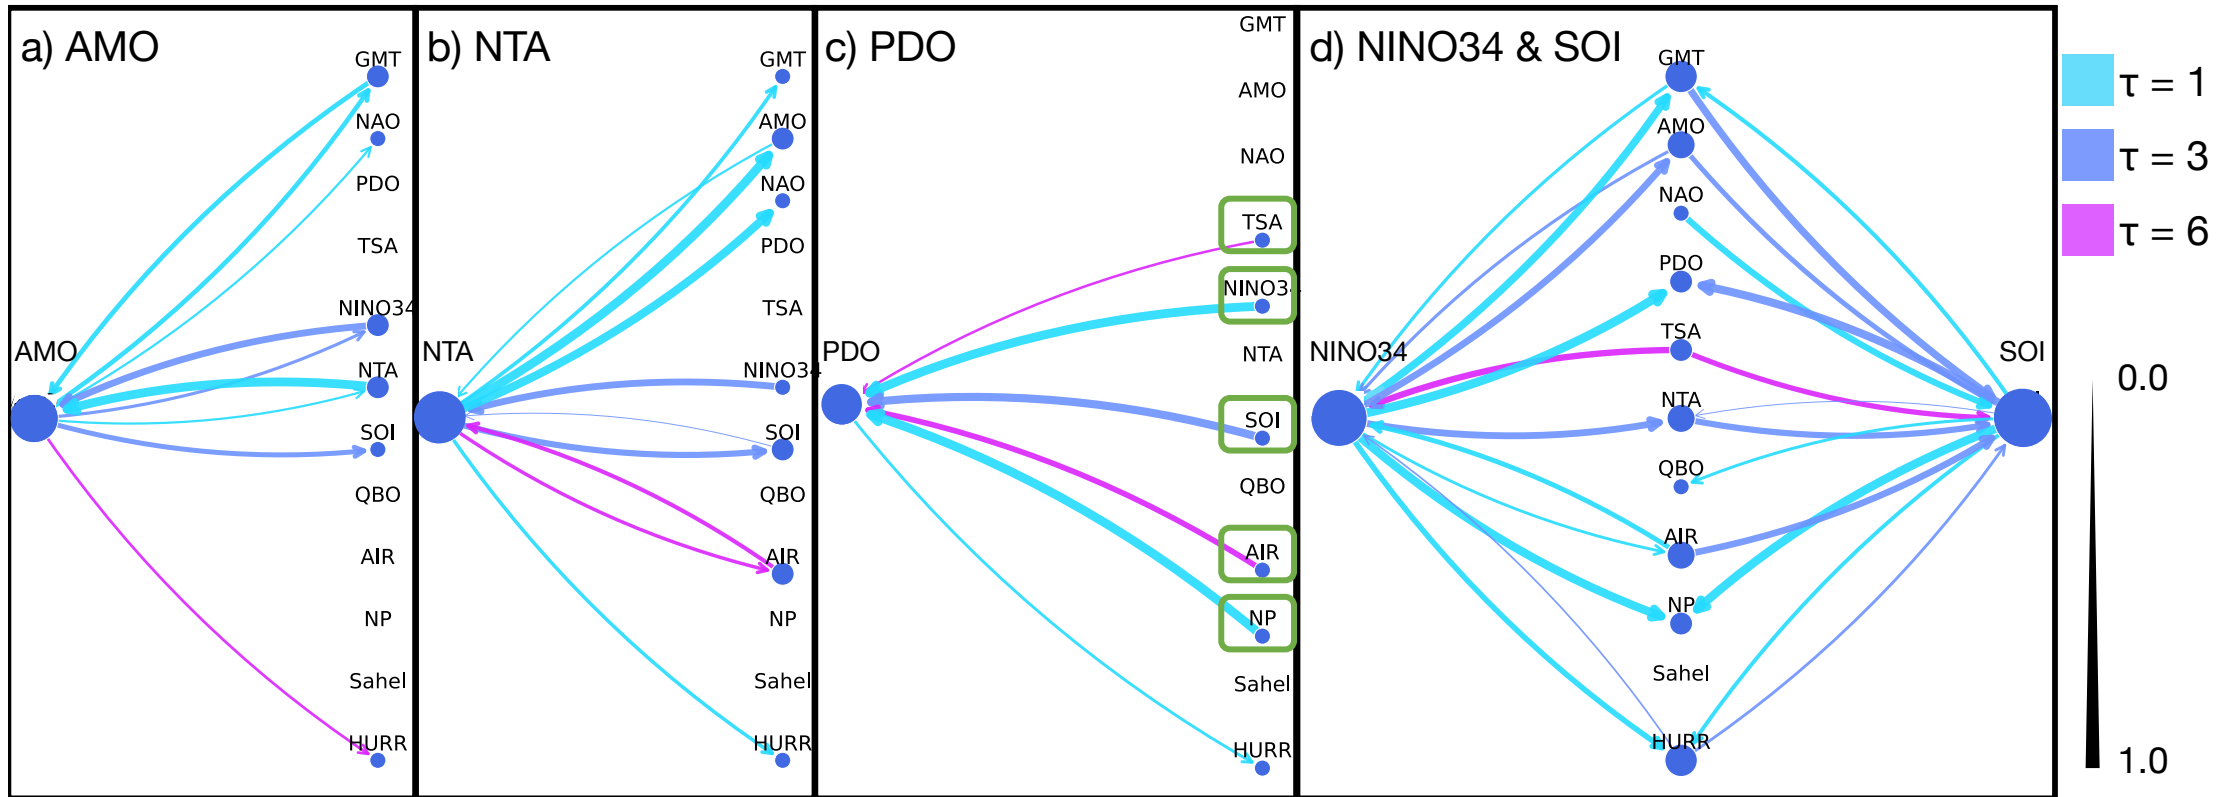 a) AMO
GMT
NAO
PDO
TSA
NINO34
AMO
NTA
SOI
QBO
AIR
NP
Sahel
HURR
b) NTA
GMT
AMO
NAO
PDO
TSA
NTA
NINO34
SOI
QBO
AIR
NP
Sahel
HURR
c) PDO
GMT
AMO
NAO
TSA
NINO34
PDO
NTA
SOI
QBO
AIR
NP
Sahel
HURR
d) NINO34 & SOI
GMT
AMO
NAO
PDO
TSA
NINO34
SOI
NTA
QBO
AIR
NP
Sahel
HURR
τ = 1
τ = 3
τ = 6
0.0
1.0